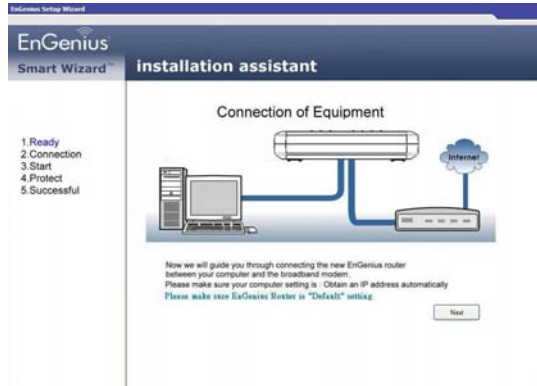 EnGenius Setup Wizard
EnGenius
Smart Wizard™
installation assistant
Connection of Equipment
1.Ready
2.Connection
3.Start
4.Protect
5.Successful
Internet
Now we will guide you through connecting the new EnGenius router
between your computer and the broadband modem.
Please make sure your computer setting is : Obtain an IP address automatically
Please make sure EnGenius Router is "Default" setting
Next